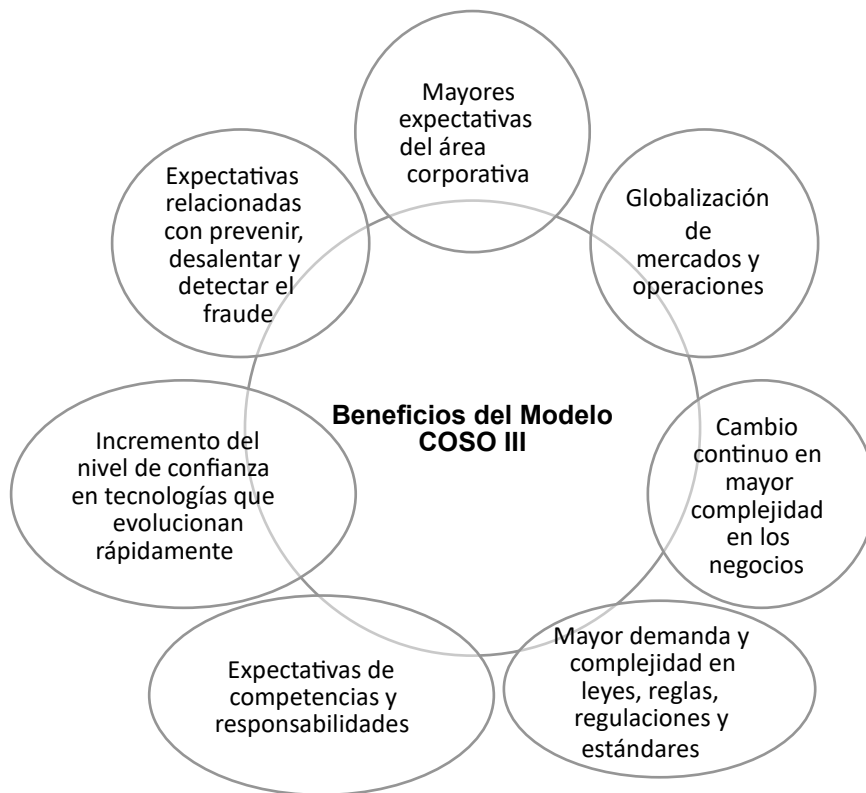 Mayores
expectativas
del área
corporativa
Globalización
de
mercados y
operaciones
Cambio
continuo en
mayor
complejidad
en los
negocios
Mayor demanda y
complejidad en
leyes, reglas,
regulaciones y
estándares
Expectativas de
competencias y
responsabilidades
Incremento del
nivel de confianza
en tecnologías que
evolucionan
rápidamente
Expectativas
relacionadas
con prevenir,
desalentar y
detectar el
fraude
Beneficios del Modelo
COSO III